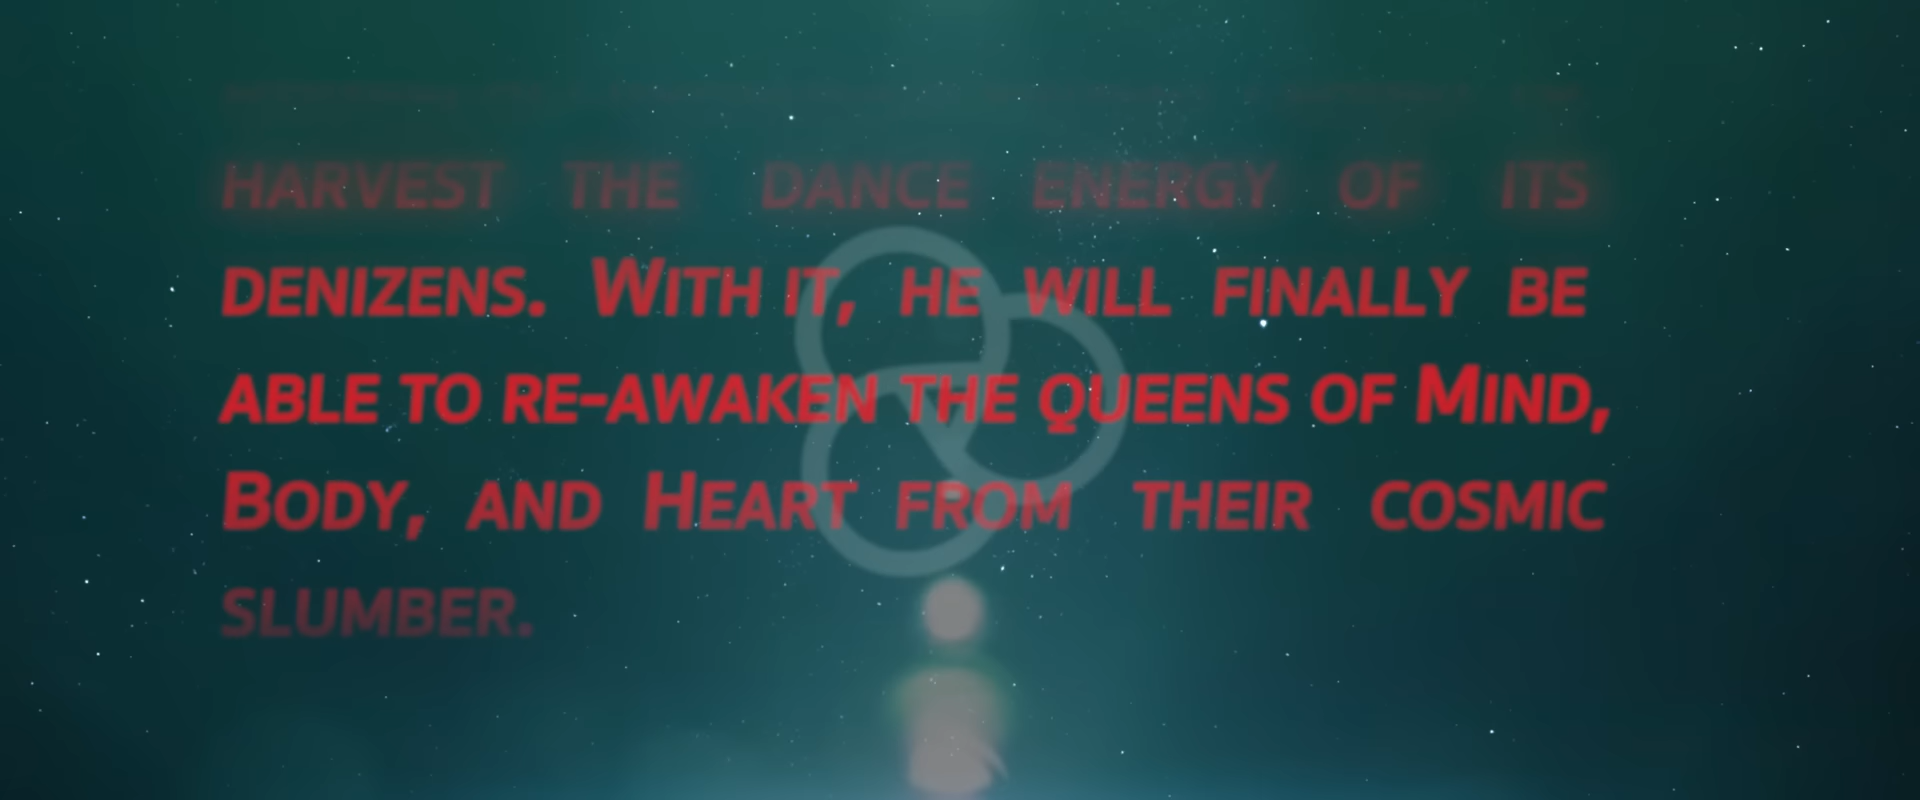 HARVEST THE DANCE ENERGY OF ITS
DENIZENS. WITH IT, HE WILL FINALLY BE
ABLE TO RE-AWAKEN THE QUEENS OF MIND,
BODY, AND HEART FROM THEIR COSMIC
SLUMBER.